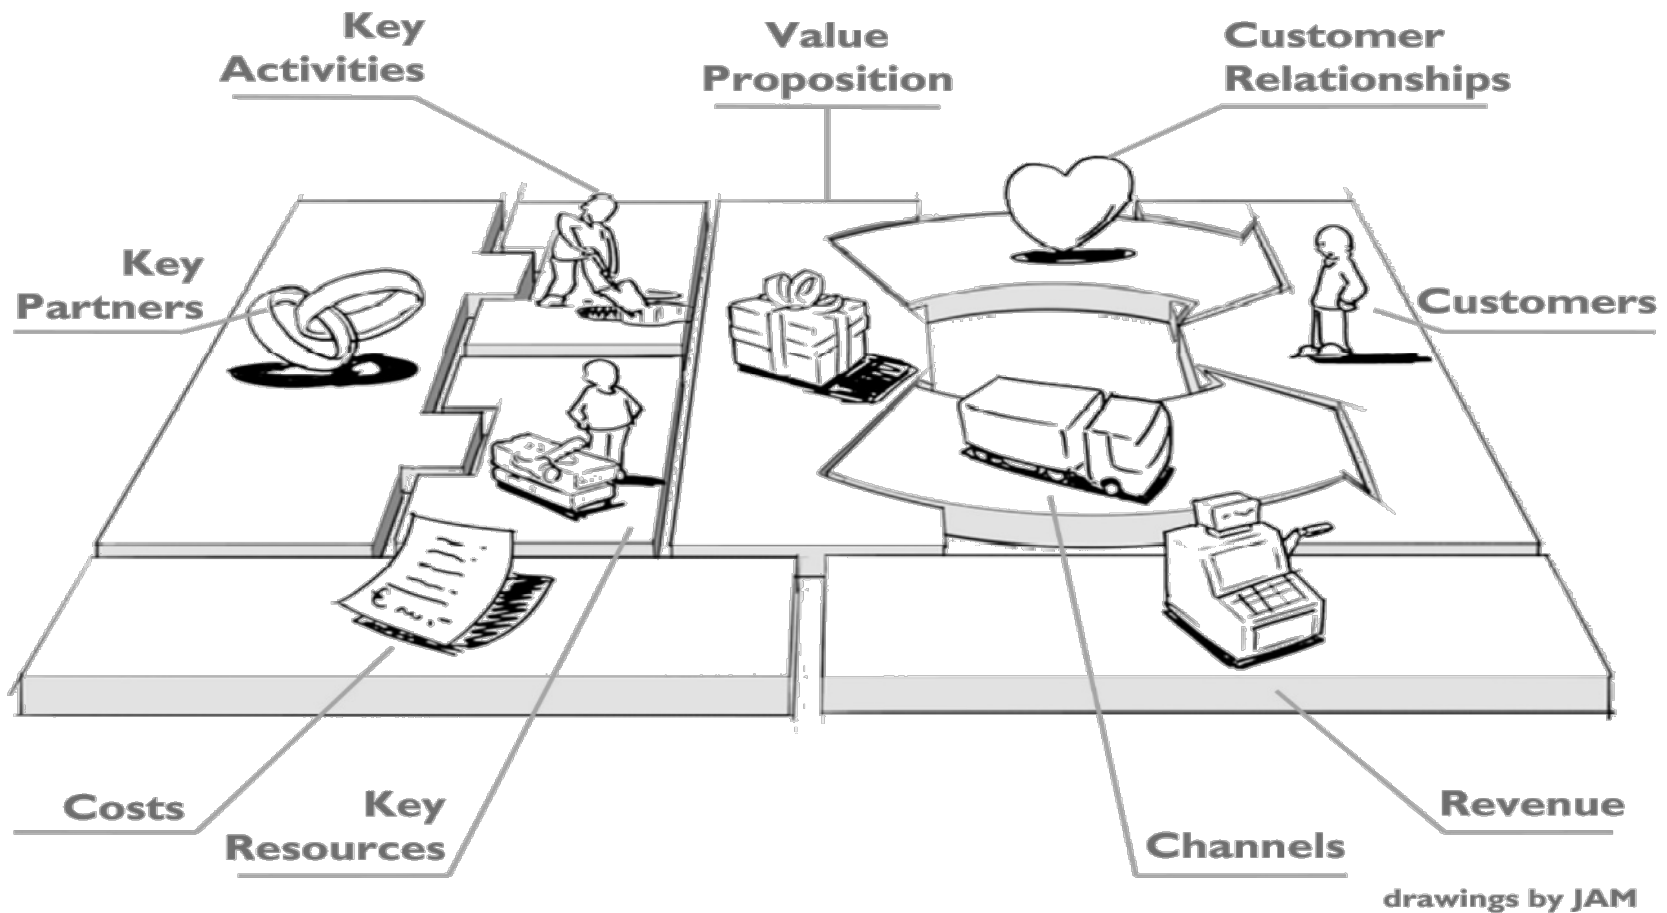 Key
Activities
Value
Proposition
Customer
Relationships
Key
Partners
Customers
Costs
Key
Resources
Channels
Revenue
drawings by JAM